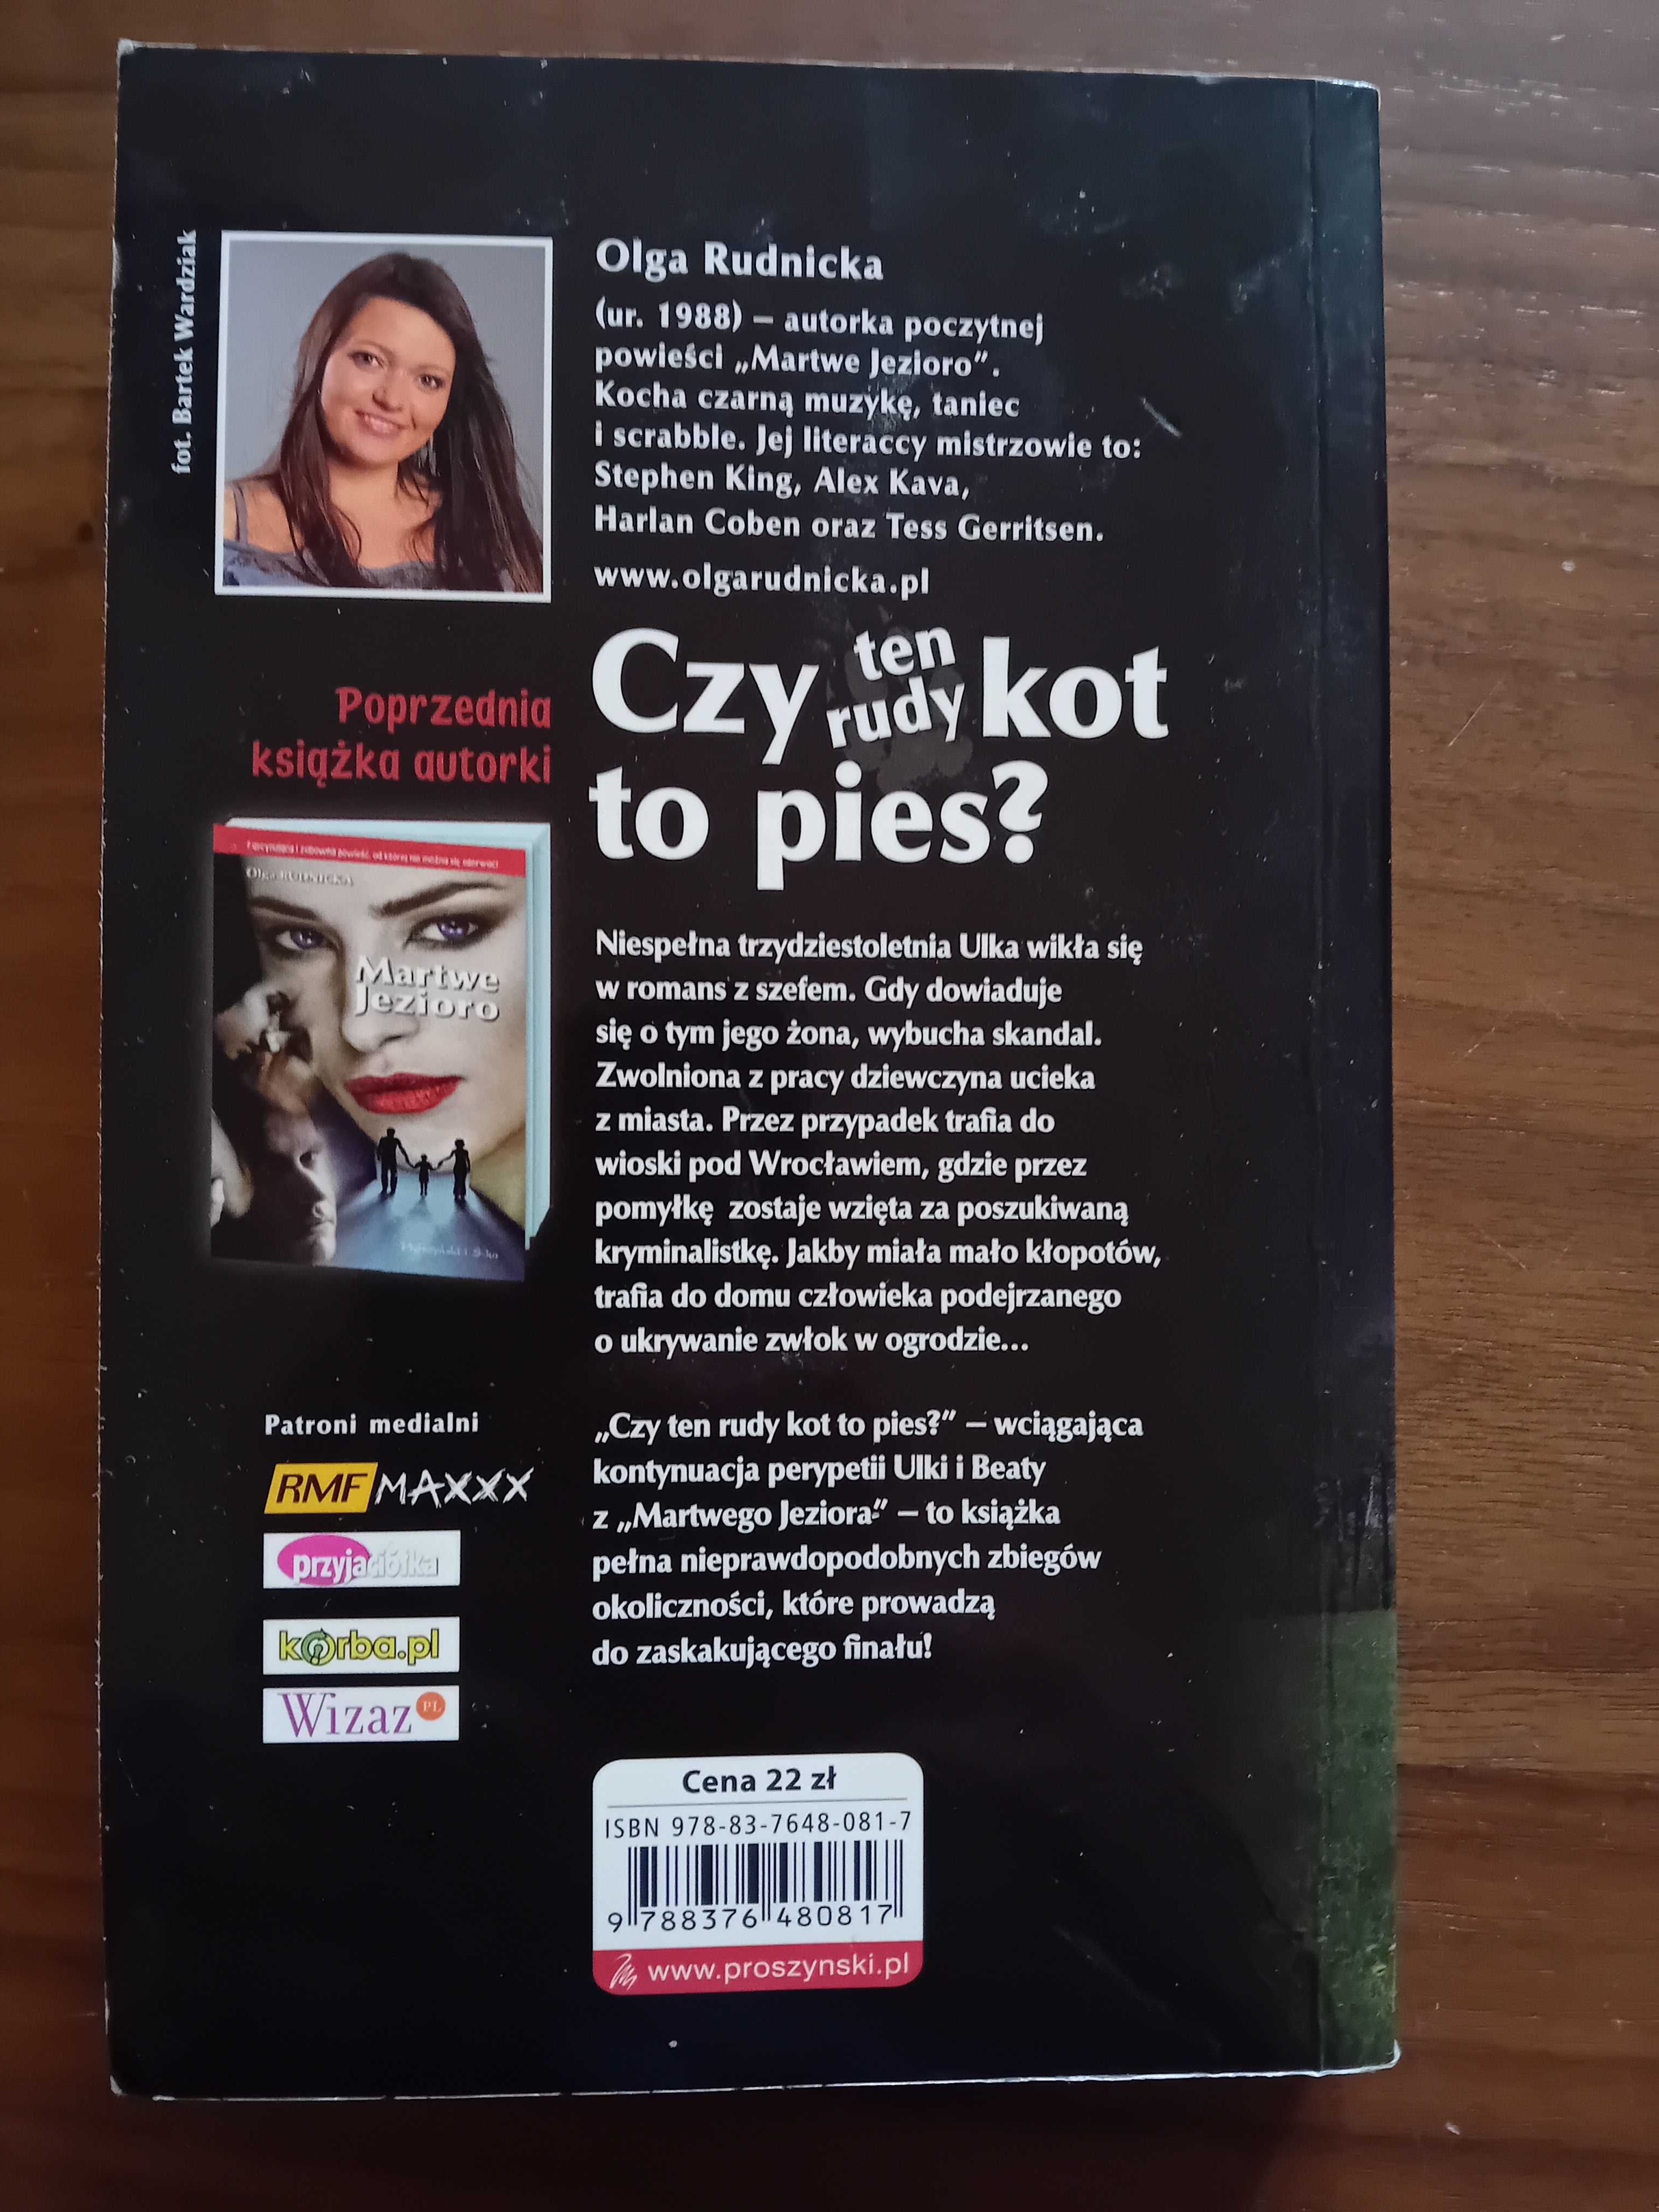 fot. Bartek Wardziak
Olga Rudnicka
(ur. 1988) – autorka poczytnej
powieści „Martwe Jezioro”.
Kocha czarną muzykę, taniec
i scrabble. Jej literaccy mistrzowie to:
Stephen King, Alex Kava,
Harlan Coben oraz Tess Gerritsen.
www.olgarudnicka.pl
Poprzednia
książka autorki
Olga RUDNICKA
Martwe
Jezioro
Czy ten rudy kot
to pies?
Niespełna trzydziestoletnia Ulka wikła się
w romans z szefem. Gdy dowiaduje
się o tym jego żona, wybucha skandal.
Zwolniona z pracy dziewczyna ucieka
z miasta. Przez przypadek trafia do
wioski pod Wrocławiem, gdzie przez
pomyłkę zostaje wzięta za poszukiwaną
kryminalistkę. Jakby miała mało kłopotów,
trafia do domu człowieka podejrzanego
o ukrywanie zwłok w ogrodzie...
„Czy ten rudy kot to pies?” – wciągająca
kontynuacja perypetii Ulki i Beaty
z „Martwego Jeziora” – to książka
pełna nieprawdopodobnych zbiegów
okoliczności, które prowadzą
do zaskakującego finału!
Patroni medialni
RMF MAXXX
przyjaciółka
korba.pl
Wizaz PL
Cena 22 zł
ISBN 978-83-7648-081-7
9 788376 480817
www.proszynski.pl